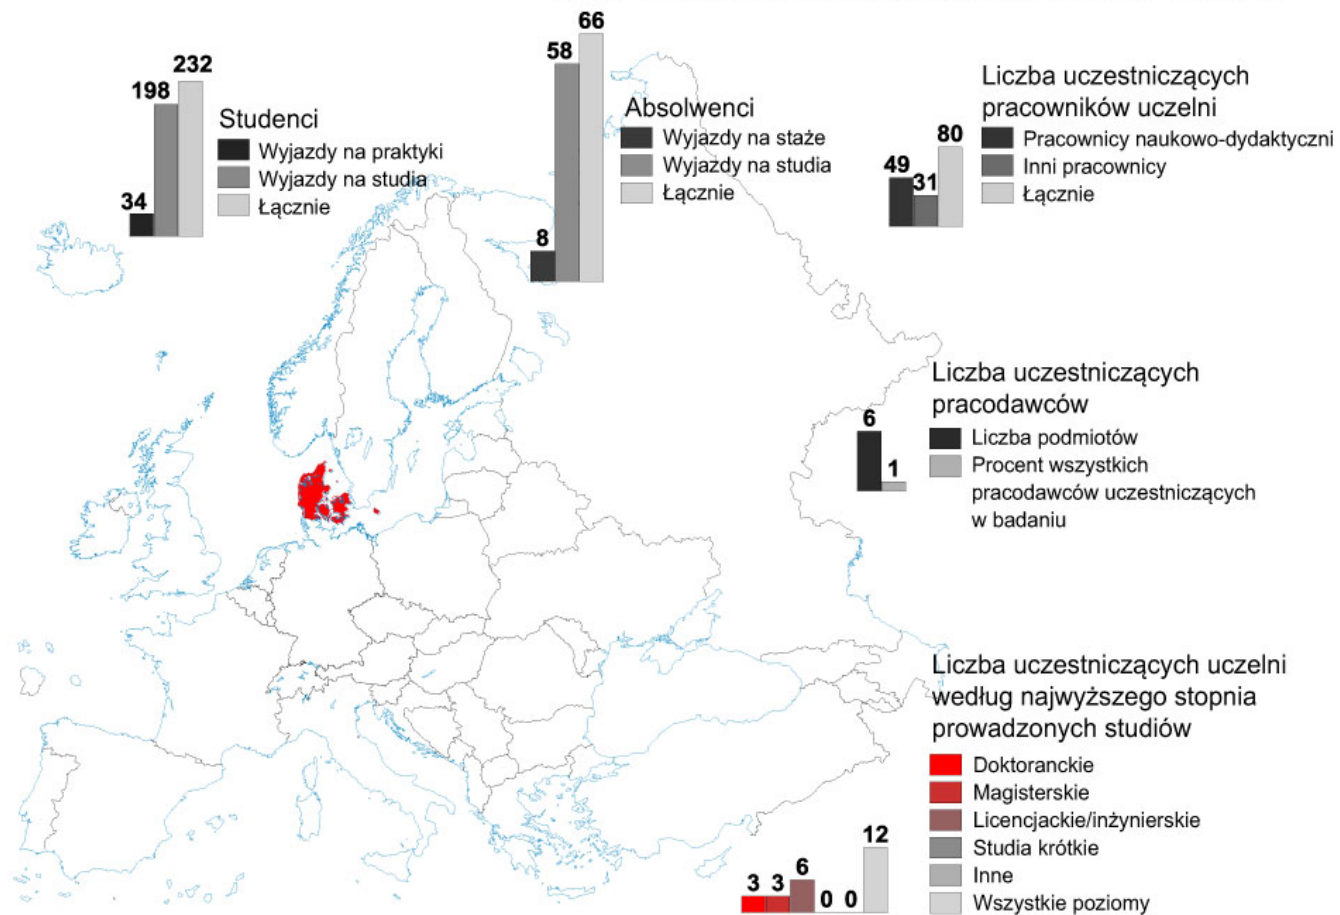 232
198
34
Studenci
Wyjazdy na praktyki
Wyjazdy na studia
Łącznie
66
58
8
Absolwenci
Wyjazdy na staże
Wyjazdy na studia
Łącznie
Liczba uczestniczących
pracowników uczelni
Pracownicy naukowo-dydaktyczni
Inni pracownicy
Łącznie
80
49
31
Liczba uczestniczących
pracodawców
6
1
Liczba podmiotów
Procent wszystkich
pracodawców uczestniczących
w badaniu
Liczba uczestniczących uczelni
według najwyższego stopnia
prowadzonych studiów
Doktoranckie
Magisterskie
Licencjackie/inżynierskie
Studia krótkie
Inne
Wszystkie poziomy
3 3 6 0 0 12